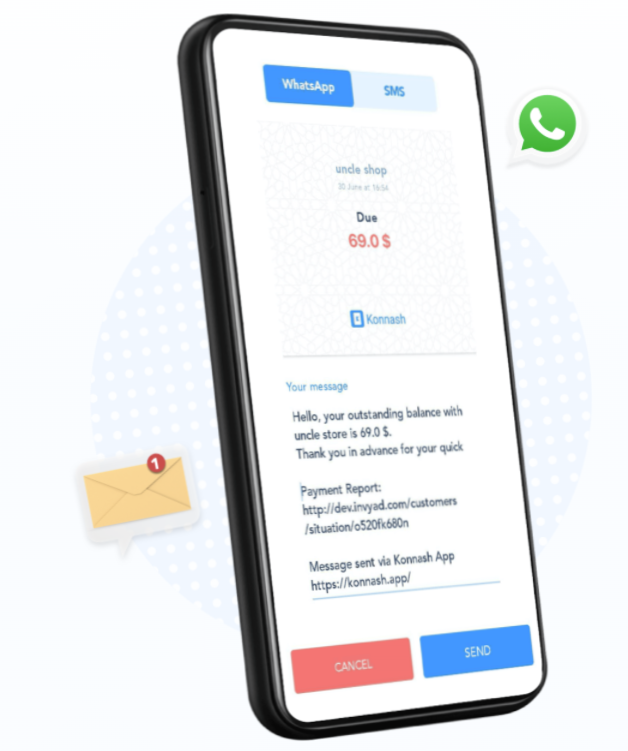 WhatsApp
SMS
uncle shop
30 June at 16:54
Due
69.0 $
Konnash
Your message
Hello, your outstanding balance with
uncle store is 69.0 $.
Thank you in advance for your quick
Payment Report:
http://dev.invyad.com/customers
/situation/o520fk680n
Message sent via Konnash App
https://konnash.app/
CANCEL
SEND
1